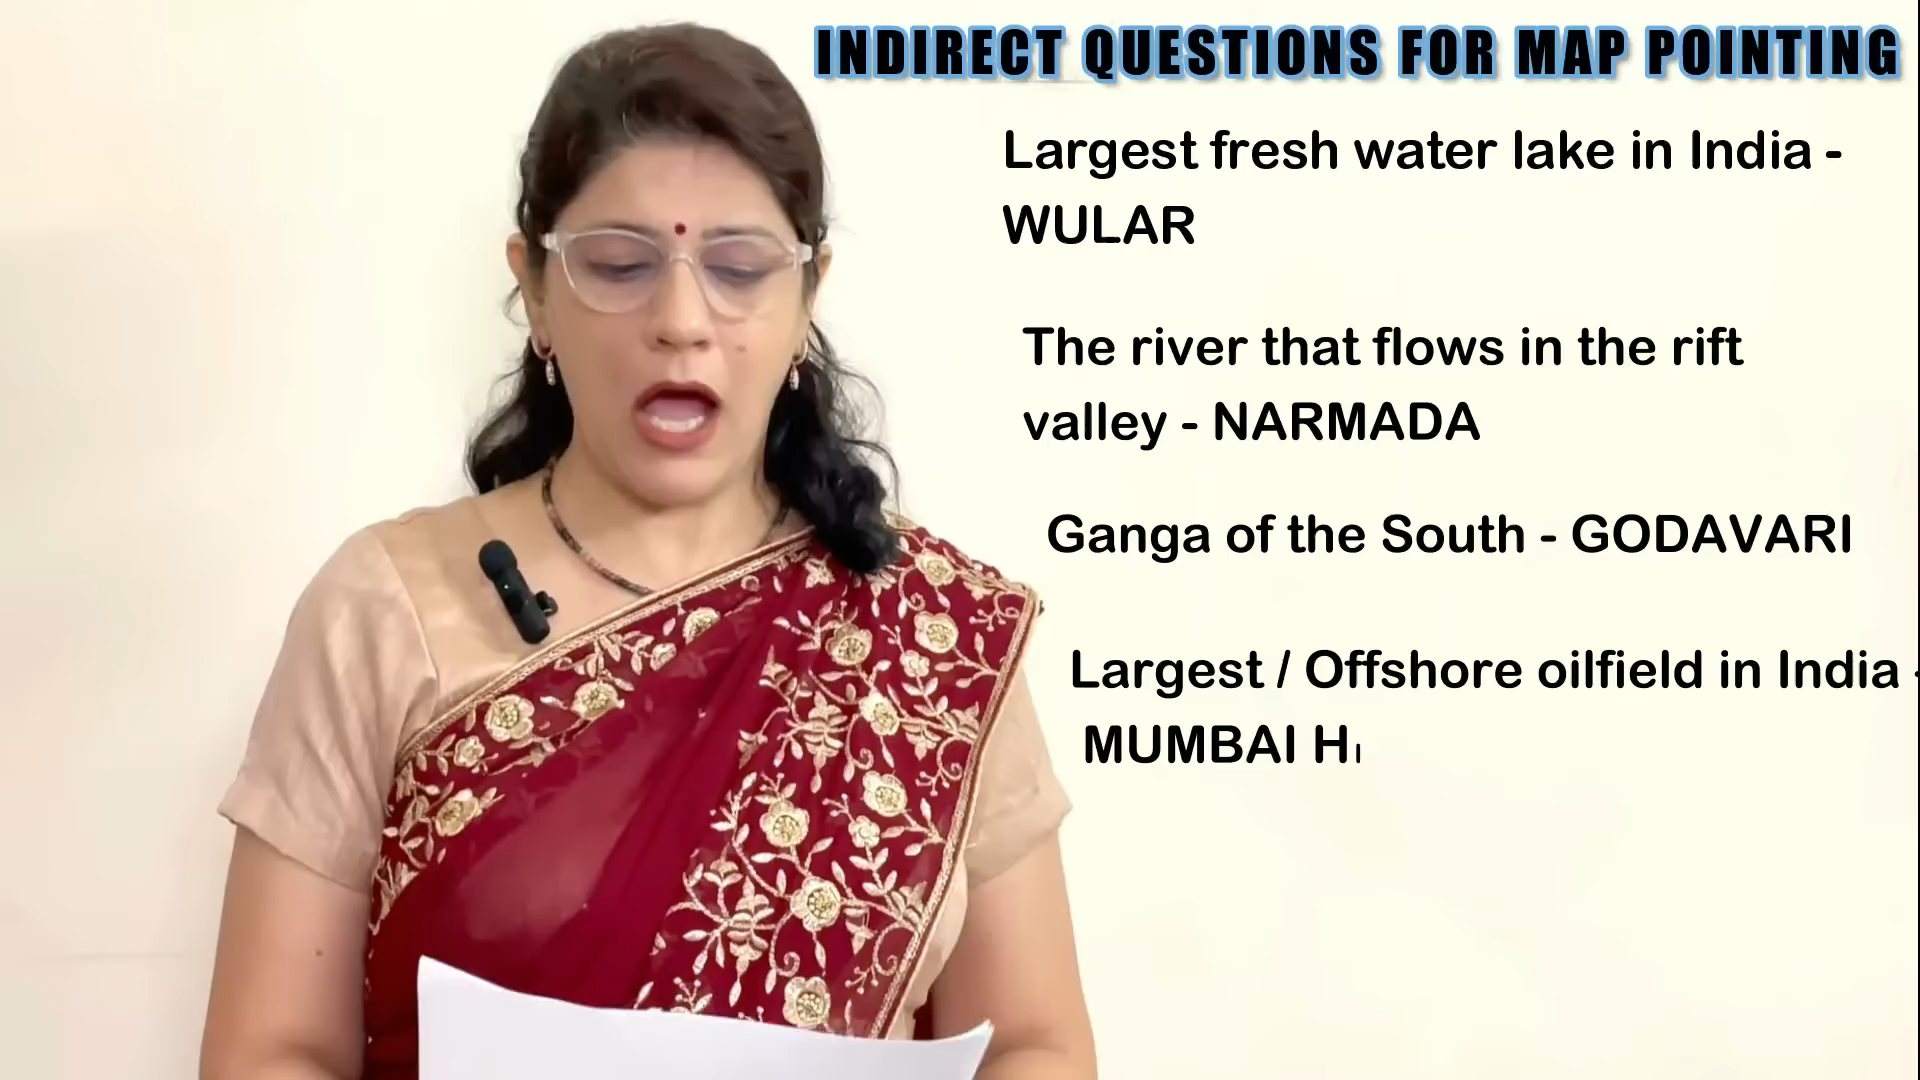 INDIRECT QUESTIONS FOR MAP POINTING
Largest fresh water lake in India -
WULAR
The river that flows in the rift
valley - NARMADA
Ganga of the South - GODAVARI
Largest / Offshore oilfield in India -
MUMBAI H